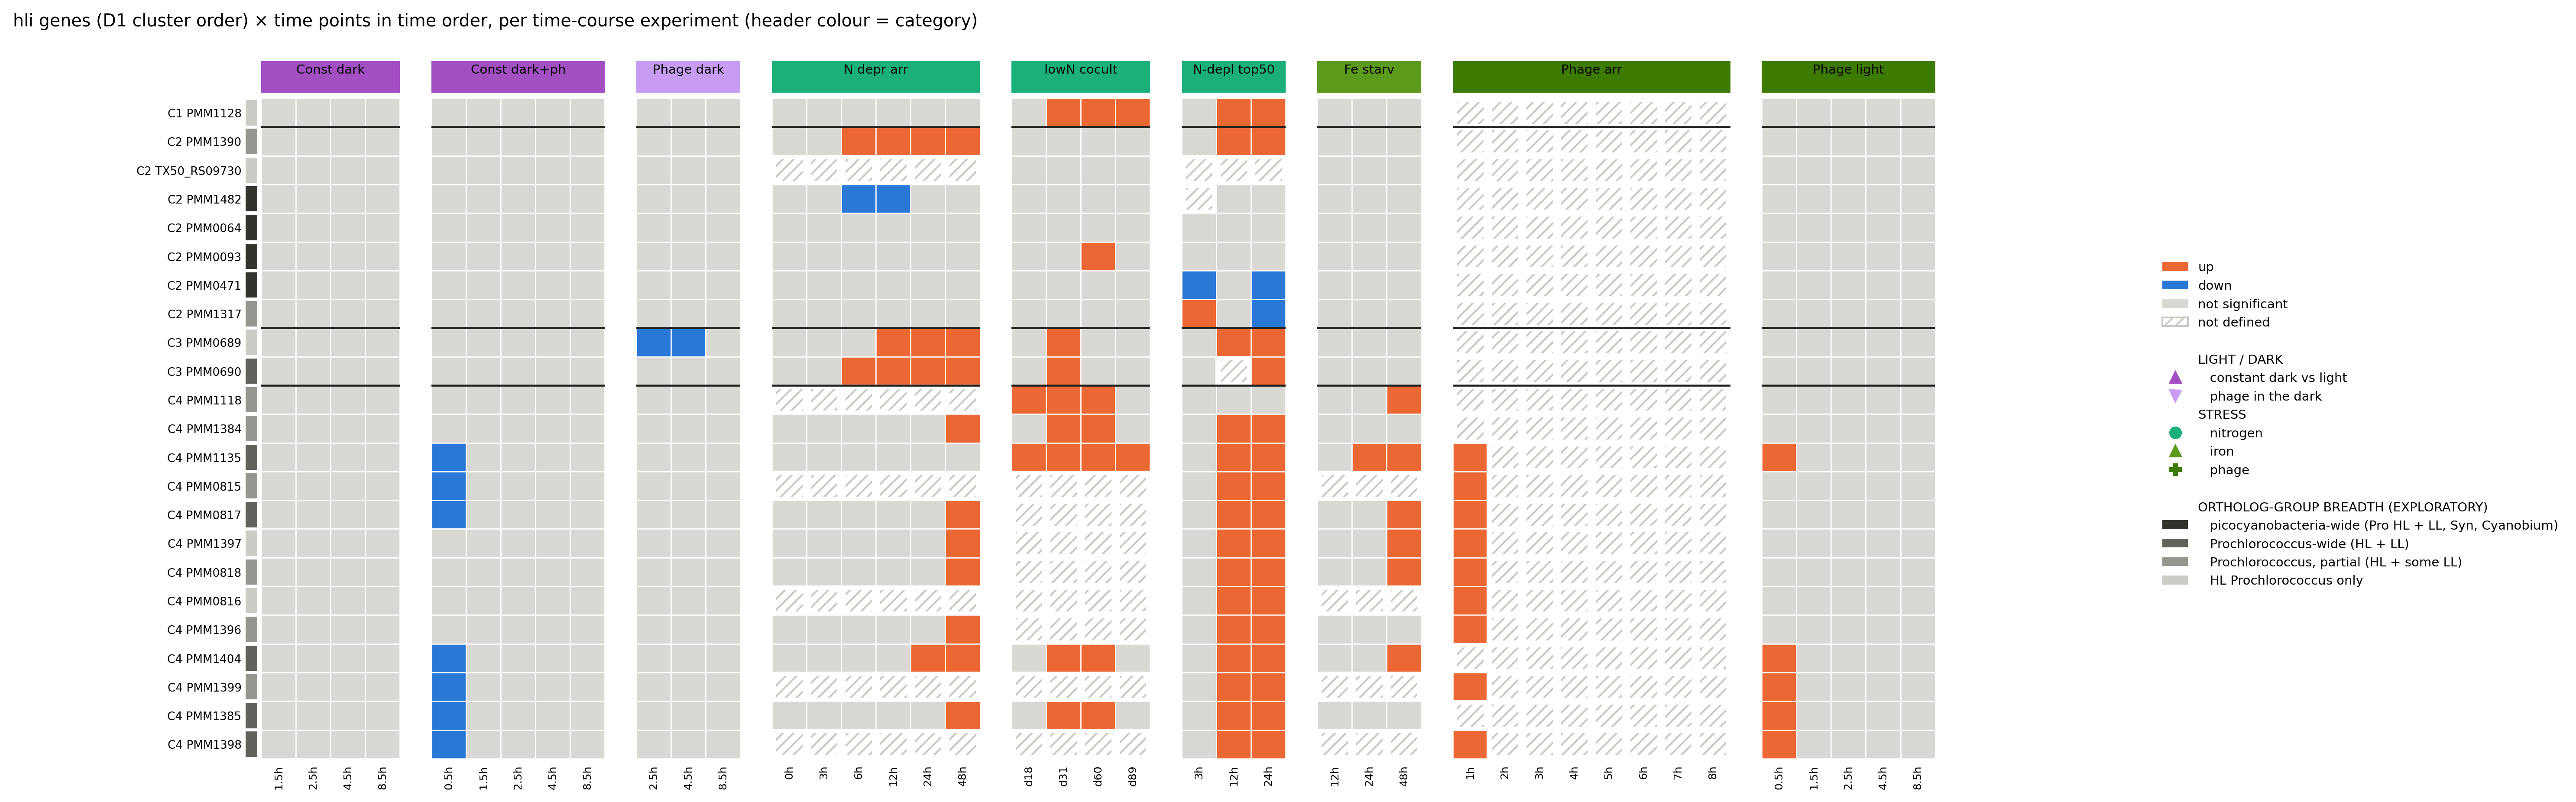 hli genes (D1 cluster order) × time points in time order, per time-course experiment (header colour = category)
Const dark
Const dark+ph
Phage dark
N depr arr
lowN cocult
N-depl top50
Fe starv
Phage arr
Phage light
C1 PMM1128
C2 PMM1390
C2 TX50_RS09730
C2 PMM1482
C2 PMM0064
C2 PMM0093
C2 PMM0471
C2 PMM1317
C3 PMM0689
C3 PMM0690
C4 PMM1118
C4 PMM1384
C4 PMM1135
C4 PMM0815
C4 PMM0817
C4 PMM1397
C4 PMM0818
C4 PMM0816
C4 PMM1396
C4 PMM1404
C4 PMM1399
C4 PMM1385
C4 PMM1398
1.5h
2.5h
4.5h
8.5h
0.5h
1.5h
2.5h
4.5h
8.5h
2.5h
4.5h
8.5h
0h
3h
6h
12h
24h
48h
d18
d31
d60
d89
3h
12h
24h
12h
24h
48h
1h
2h
3h
4h
5h
6h
7h
8h
0.5h
1.5h
2.5h
4.5h
8.5h
up
down
not significant
not defined
LIGHT / DARK
constant dark vs light
phage in the dark
STRESS
nitrogen
iron
phage
ORTHOLOG-GROUP BREADTH (EXPLORATORY)
picocyanobacteria-wide (Pro HL + LL, Syn, Cyanobium)
Prochlorococcus-wide (HL + LL)
Prochlorococcus, partial (HL + some LL)
HL Prochlorococcus only